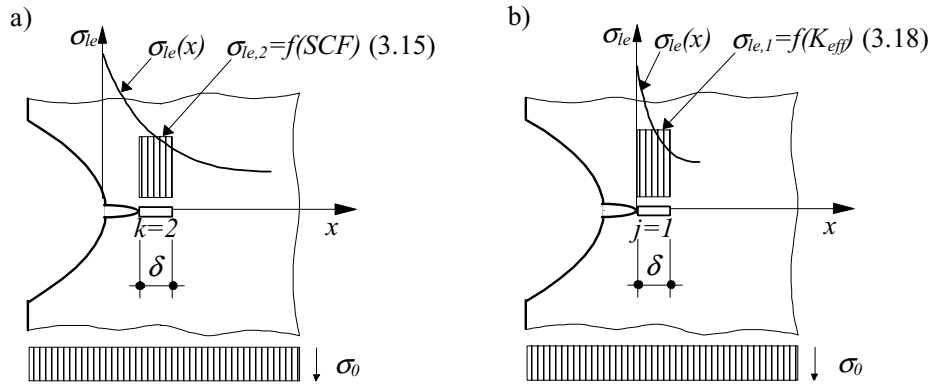 a)
σle
σle(x)
σle,2=f(SCF) (3.15)
x
k=2
δ
σ0
b)
σle
σle(x)
σle,1=f(Keff) (3.18)
x
j=1
δ
σ0